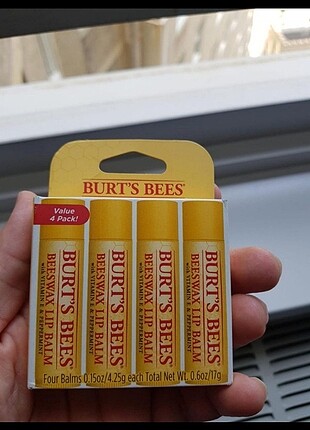 BURT'S BEES
Value
4 Pack!
BURT'S BEES
BEESWAX LIP BALM
with VITAMIN E & PEPPERMINT
BURT'S BEES
BEESWAX LIP BALM
with VITAMIN E & PEPPERMINT
BURT'S BEES
BEESWAX LIP BALM
with VITAMIN E & PEPPERMINT
BURT'S BEES
BEESWAX LIP BALM
with VITAMIN E & PEPPERMINT
Four Balms 0.15oz/4.25g each Total Net Wt. 0.6oz/17g